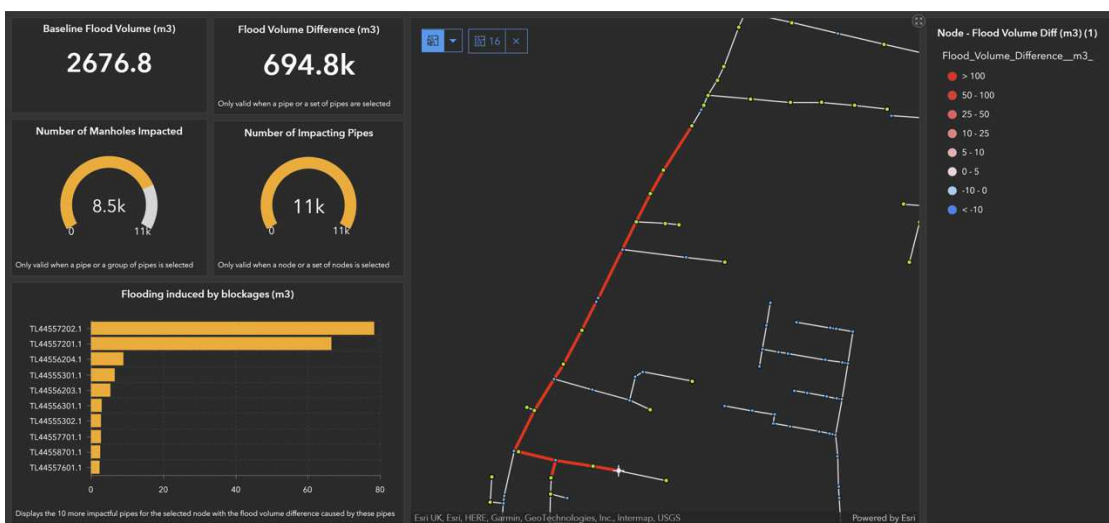 Baseline Flood Volume (m3)
2676.8
Flood Volume Difference (m3)
694.8k
Only valid when a pipe or a set of pipes are selected
Number of Manholes Impacted
8.5k
0
11k
Only valid when a pipe or a group of pipes is selected
Number of Impacting Pipes
11k
0
11k
Only valid when a node or a set of nodes is selected
Flooding induced by blockages (m3)
TL44557202.1
TL44557201.1
TL44556204.1
TL44555301.1
TL44556203.1
TL44556301.1
TL44555302.1
TL44557701.1
TL44558701.1
TL44557601.1
0 20 40 60 80
Displays the 10 more impactful pipes for the selected node with the flood volume difference caused by these pipes
16
Esri UK, Esri, HERE, Garmin, GeoTechnologies, Inc., Intermap, USGS
Powered by Esri
Node - Flood Volume Diff (m3) (1)
Flood_Volume_Difference__m3_
> 100
50 - 100
25 - 50
10 - 25
5 - 10
0 - 5
-10 - 0
< -10